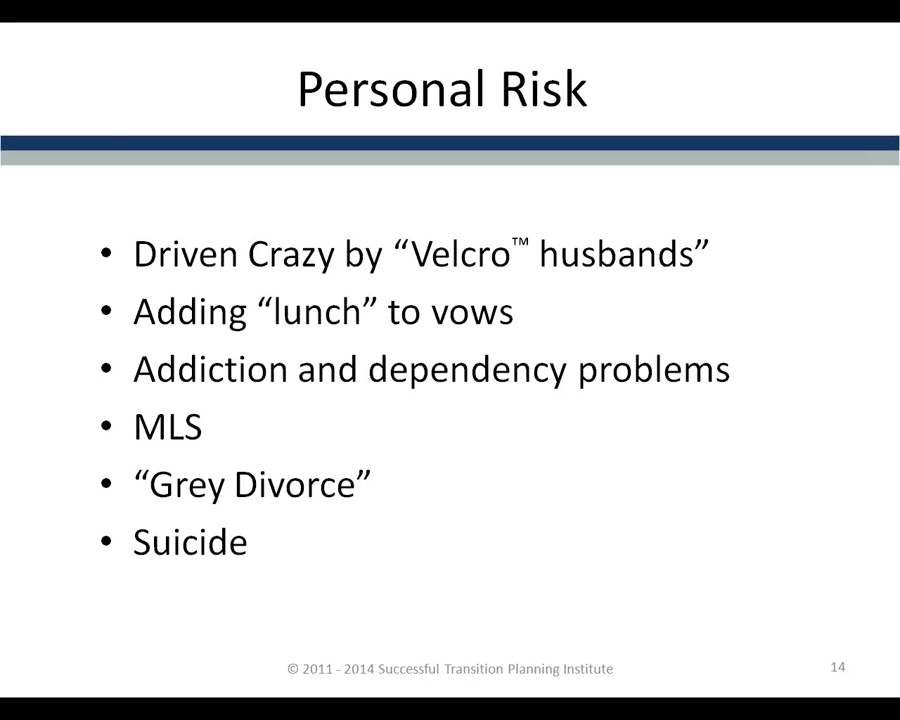 Personal Risk
• Driven Crazy by “Velcro™ husbands”
• Adding “lunch” to vows
• Addiction and dependency problems
• MLS
• “Grey Divorce”
• Suicide
© 2011 - 2014 Successful Transition Planning Institute
14